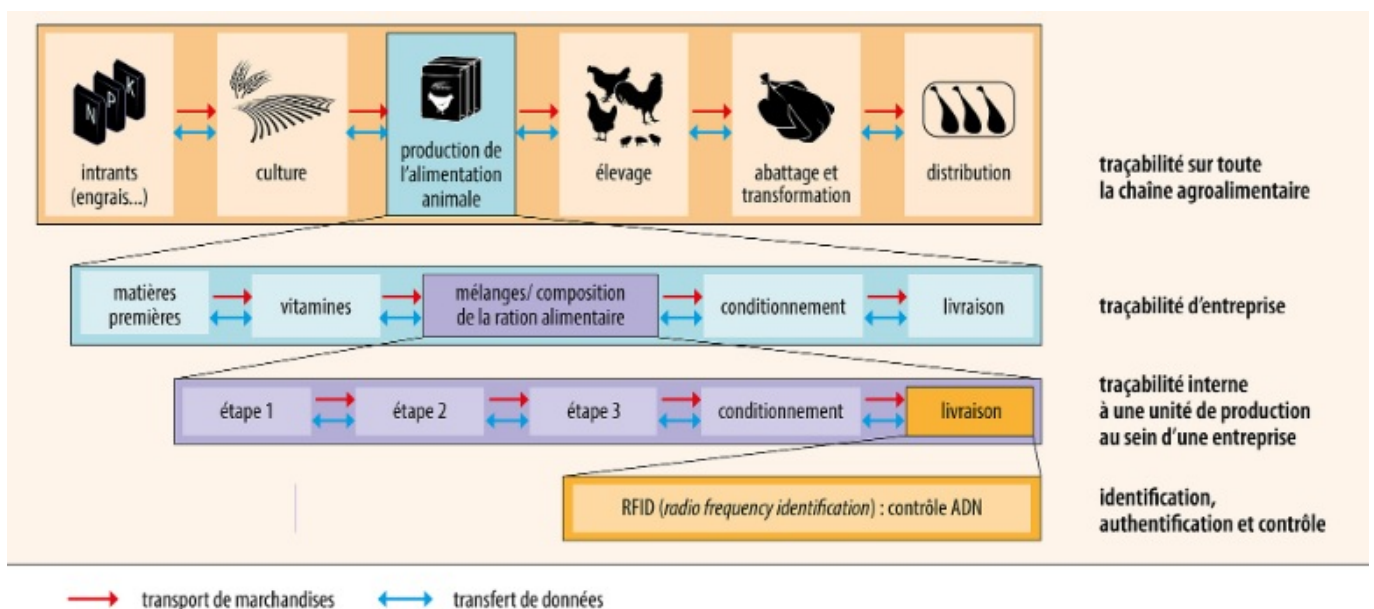 N P K
intrants
(engrais...)
culture
production de
l'alimentation
animale
élevage
abattage et
transformation
distribution
traçabilité sur toute
la chaîne agroalimentaire
matières
premières
vitamines
mélanges/ composition
de la ration alimentaire
conditionnement
livraison
traçabilité d'entreprise
étape 1
étape 2
étape 3
conditionnement
livraison
traçabilité interne
à une unité de production
au sein d'une entreprise
RFID (radio frequency identification) : contrôle ADN
identification,
authentification et contrôle
transport de marchandises
transfert de données